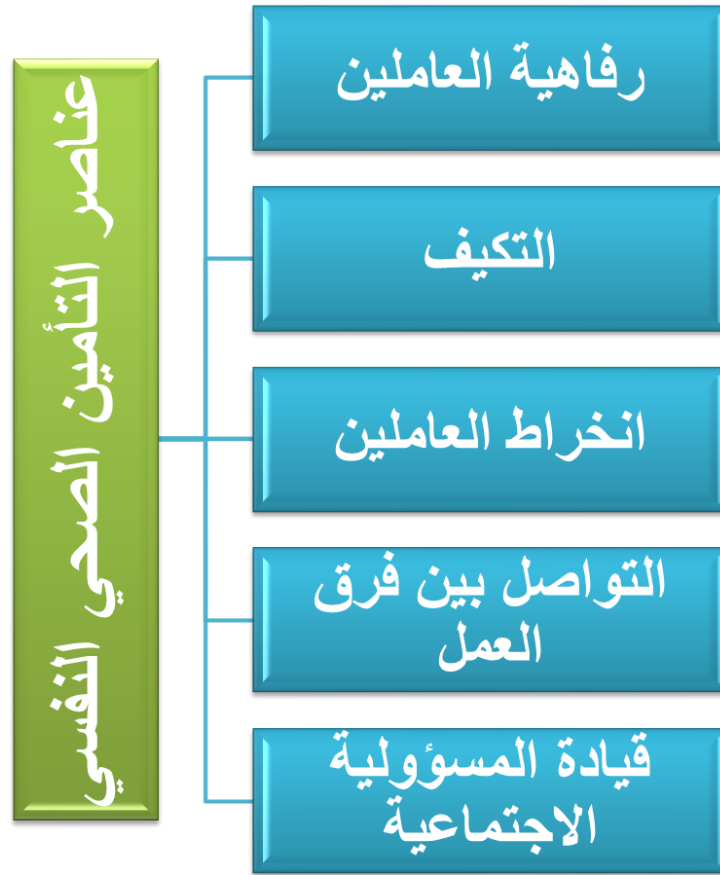 عناصر التأمين الصحي النفسي
رفاهية العاملين
التكيف
انخراط العاملين
التواصل بين فرق
العمل
قيادة المسؤولية
الاجتماعية